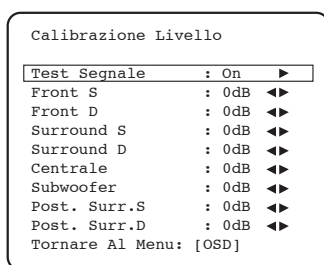 Calibrazione Livello
Test Segnale : On ►
Front S : 0dB ◄►
Front D : 0dB ◄►
Surround S : 0dB ◄►
Surround D : 0dB ◄►
Centrale : 0dB ◄►
Subwoofer : 0dB ◄►
Post. Surr.S : 0dB ◄►
Post. Surr.D : 0dB ◄►
Tornare Al Menu: [OSD]